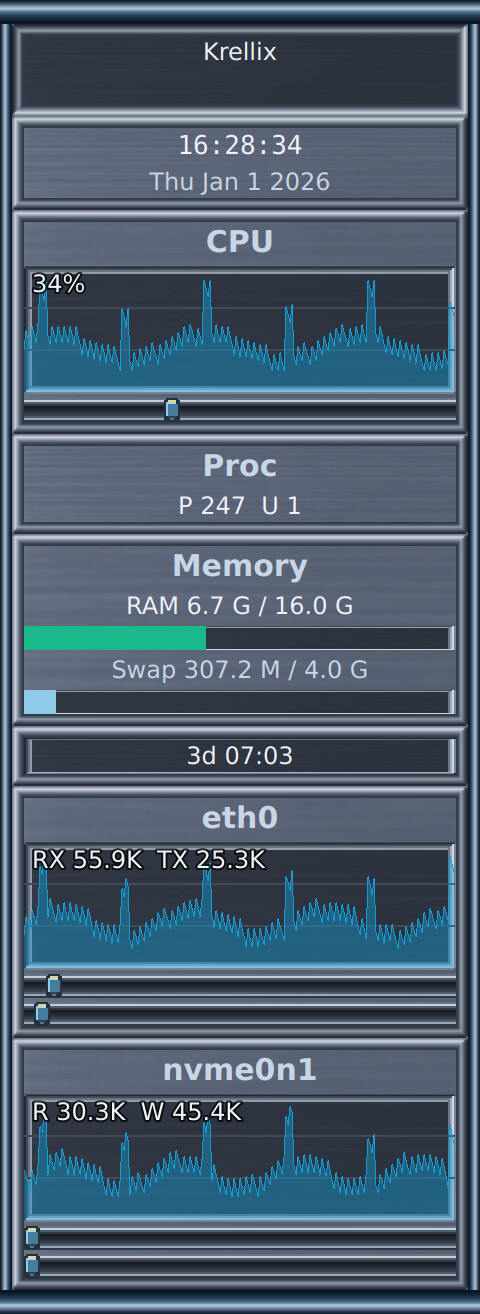 Krellix
16:28:34
Thu Jan 1 2026
CPU
34%
Proc
P 247 U 1
Memory
RAM 6.7 G / 16.0 G
Swap 307.2 M / 4.0 G
3d 07:03
eth0
RX 55.9K TX 25.3K
nvme0n1
R 30.3K W 45.4K